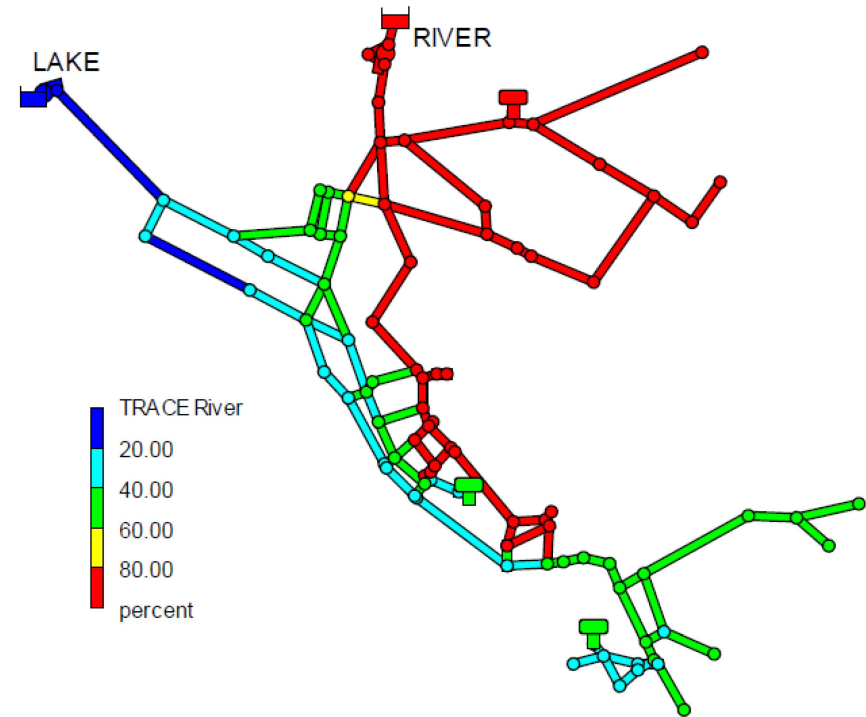 RIVER
LAKE
TRACE River
20.00
40.00
60.00
80.00
percent